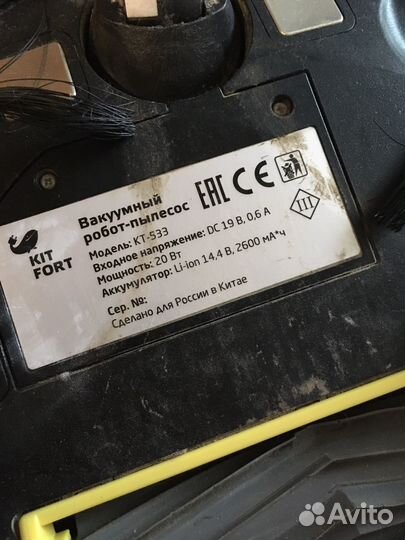 KIT
FORT
Вакуумный
робот-пылесос
Модель: KT-533
Входное напряжение: DC 19 В, 0,6 А
Мощность: 20 Вт
Аккумулятор: Li-ion 14,4 В, 2600 мА*ч
Сер. №:
Сделано для России в Китае
EAC CE
III
Avito